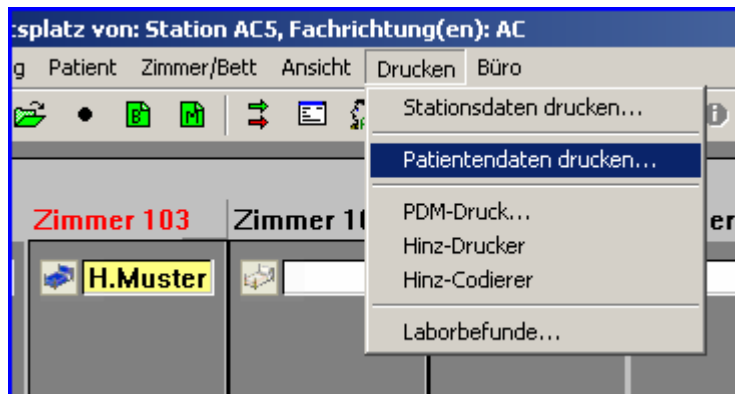 splatz von: Station AC5, Fachrichtung(en): AC
g Patient Zimmer/Bett Ansicht Drucken Büro
Stationsdaten drucken...
Patientendaten drucken...
PDM-Druck...
Hinz-Drucker
Hinz-Codierer
Laborbefunde...
Zimmer 103 Zimmer er
H.Muster